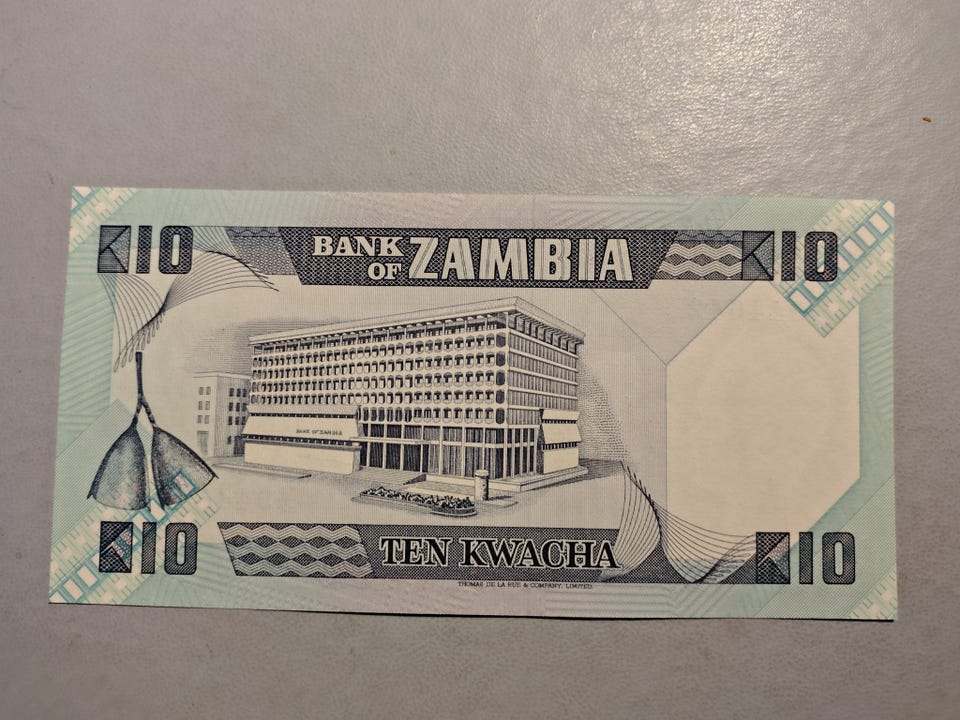 K10
BANK
OF ZAMBIA
K10
BANK OF ZAMBIA
K10
TEN KWACHA
K10
THOMAS DE LA RUE & COMPANY, LIMITED.